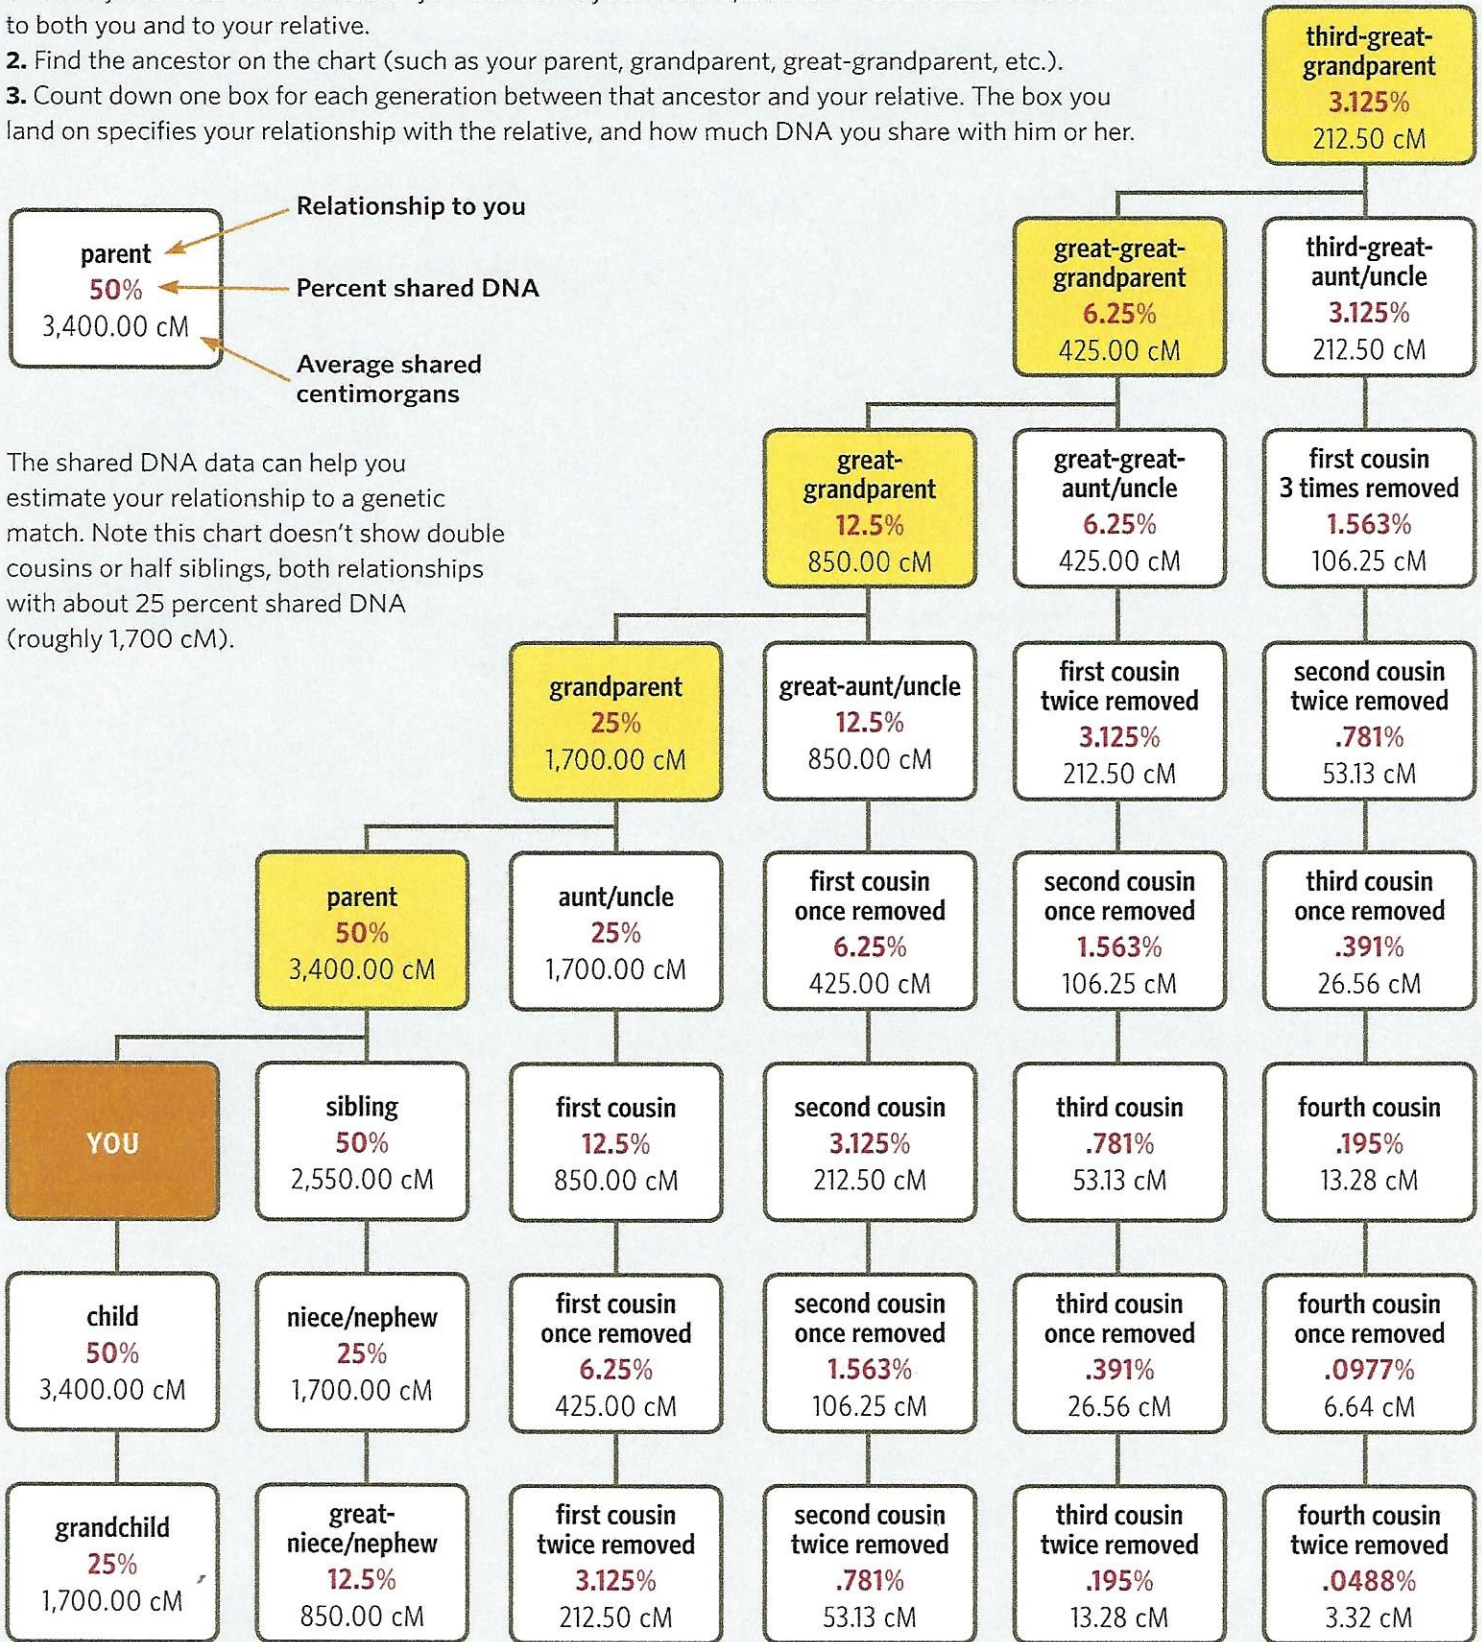 to both you and to your relative.
2. Find the ancestor on the chart (such as your parent, grandparent, great-grandparent, etc.).
3. Count down one box for each generation between that ancestor and your relative. The box you
land on specifies your relationship with the relative, and how much DNA you share with him or her.
parent
50%
3,400.00 cM
Relationship to you
Percent shared DNA
Average shared
centimorgans
The shared DNA data can help you
estimate your relationship to a genetic
match. Note this chart doesn't show double
cousins or half siblings, both relationships
with about 25 percent shared DNA
(roughly 1,700 cM).
third-great-
grandparent
3.125%
212.50 cM
great-great-
grandparent
6.25%
425.00 cM
third-great-
aunt/uncle
3.125%
212.50 cM
great-
grandparent
12.5%
850.00 cM
great-great-
aunt/uncle
6.25%
425.00 cM
first cousin
3 times removed
1.563%
106.25 cM
grandparent
25%
1,700.00 cM
great-aunt/uncle
12.5%
850.00 cM
first cousin
twice removed
3.125%
212.50 cM
second cousin
twice removed
.781%
53.13 cM
parent
50%
3,400.00 cM
aunt/uncle
25%
1,700.00 cM
first cousin
once removed
6.25%
425.00 cM
second cousin
once removed
1.563%
106.25 cM
third cousin
once removed
.391%
26.56 cM
YOU
sibling
50%
2,550.00 cM
first cousin
12.5%
850.00 cM
second cousin
3.125%
212.50 cM
third cousin
.781%
53.13 cM
fourth cousin
.195%
13.28 cM
child
50%
3,400.00 cM
niece/nephew
25%
1,700.00 cM
first cousin
once removed
6.25%
425.00 cM
second cousin
once removed
1.563%
106.25 cM
third cousin
once removed
.391%
26.56 cM
fourth cousin
once removed
.0977%
6.64 cM
grandchild
25%
1,700.00 cM
great-
niece/nephew
12.5%
850.00 cM
first cousin
twice removed
3.125%
212.50 cM
second cousin
twice removed
.781%
53.13 cM
third cousin
twice removed
.195%
13.28 cM
fourth cousin
twice removed
.0488%
3.32 cM